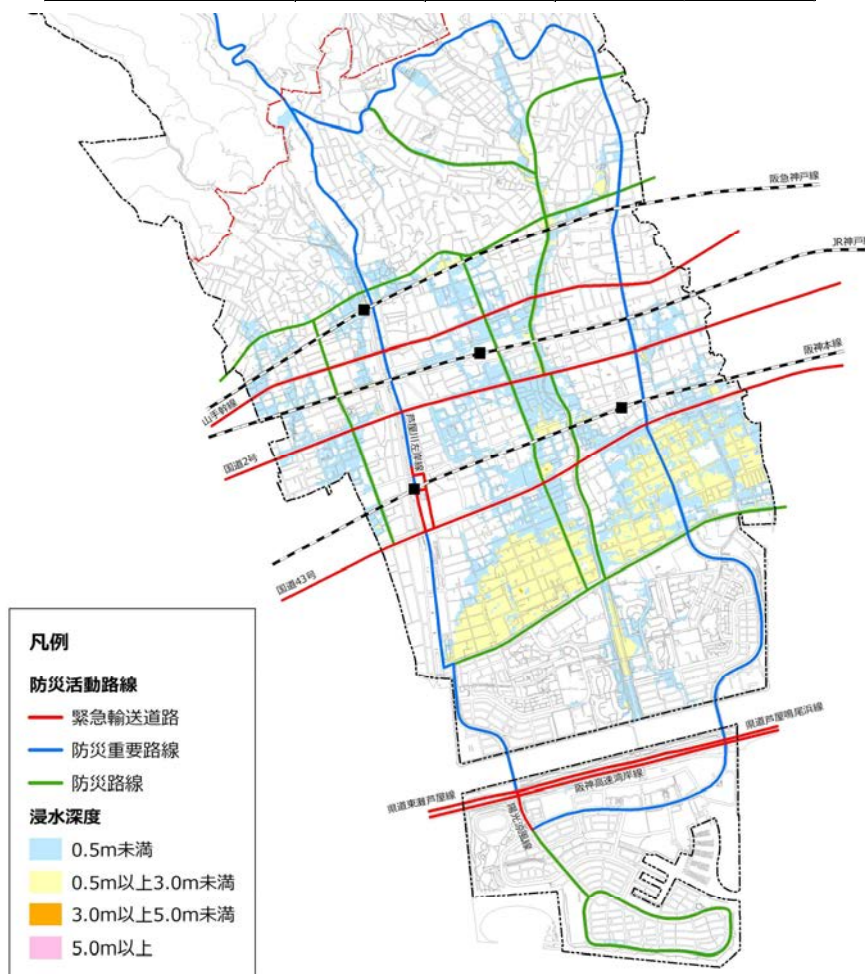 阪急神戸線
JR神戸
阪神本線
山手幹線
国道2号
芦屋川左岸線
国道43号
県道芦屋鳴尾浜線
阪神高速湾岸線
県道東灘芦屋線
陽光涼風線
凡例
防災活動路線
緊急輸送道路
防災重要路線
防災路線
浸水深度
0.5m未満
0.5m以上3.0m未満
3.0m以上5.0m未満
5.0m以上